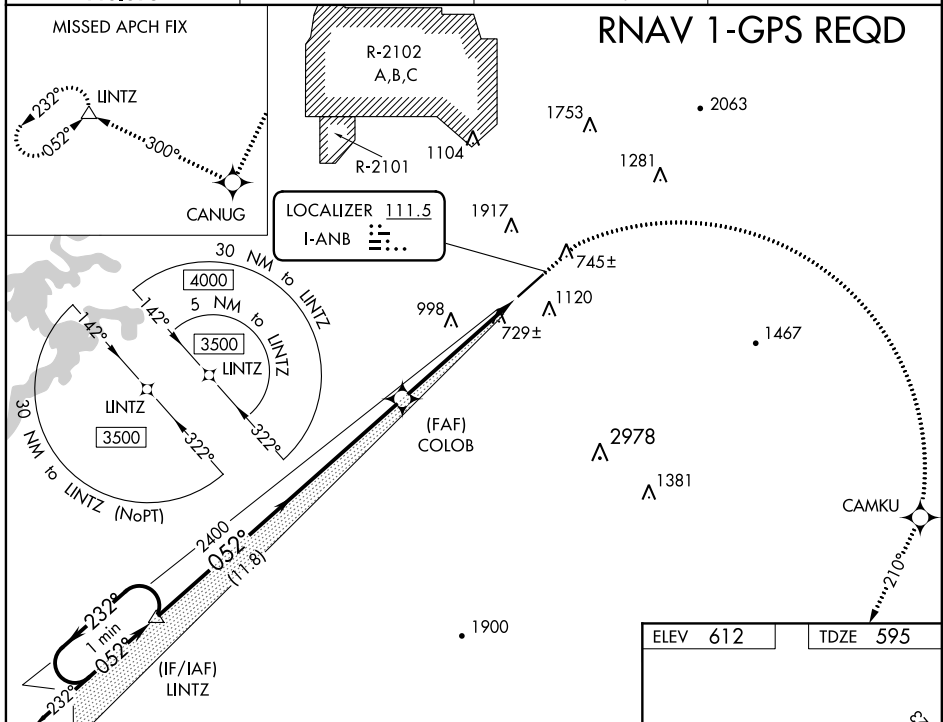 MISSED APCH FIX
RNAV 1-GPS REQD
R-2102
A,B,C
R-2101
LINTZ
232°
052°
300°
CANUG
1104
1753
2063
1281
1917
LOCALIZER 111.5
I-ANB
745±
1120
998
729±
1467
30 NM to LINTZ
4000
5 NM to LINTZ
3500
142°
LINTZ
322°
142°
LINTZ
3500
322°
30 NM to LINTZ (NoPT)
(FAF)
COLOB
2978
1381
CAMKU
210°
2400
052°
(11.8)
232°
1 min
052°
232°
(IF/IAF)
LINTZ
1900
ELEV 612
TDZE 595